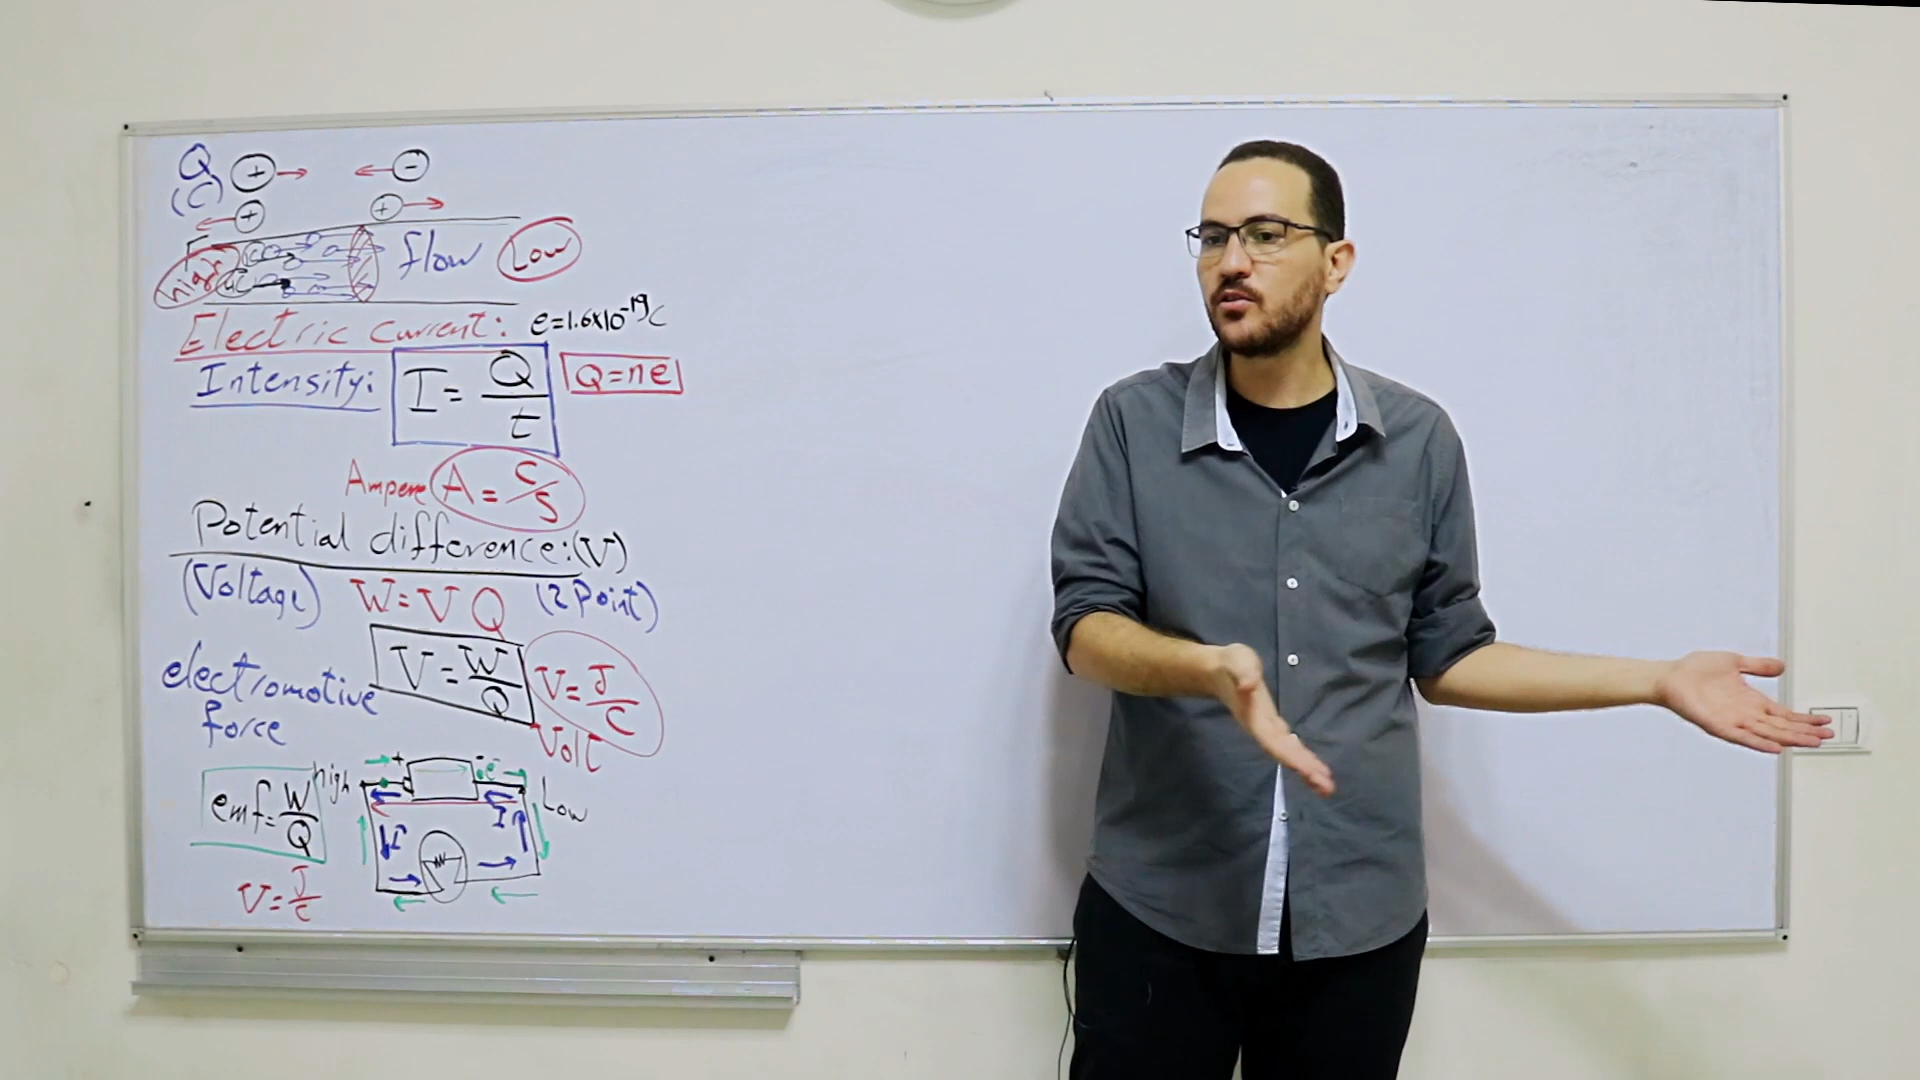 Q + -
(C)
+ +
high flow Low
Electric current: e=1.6x10⁻¹⁹C
Intensity: I = Q/t Q=ne
Ampere A = C/S
Potential difference:(V)
(Voltage) W=VQ (2 Point)
V = W/Q V = J/C
electromotive
force Volt
high + - e- Low
emf = W/Q I I
V = J/C